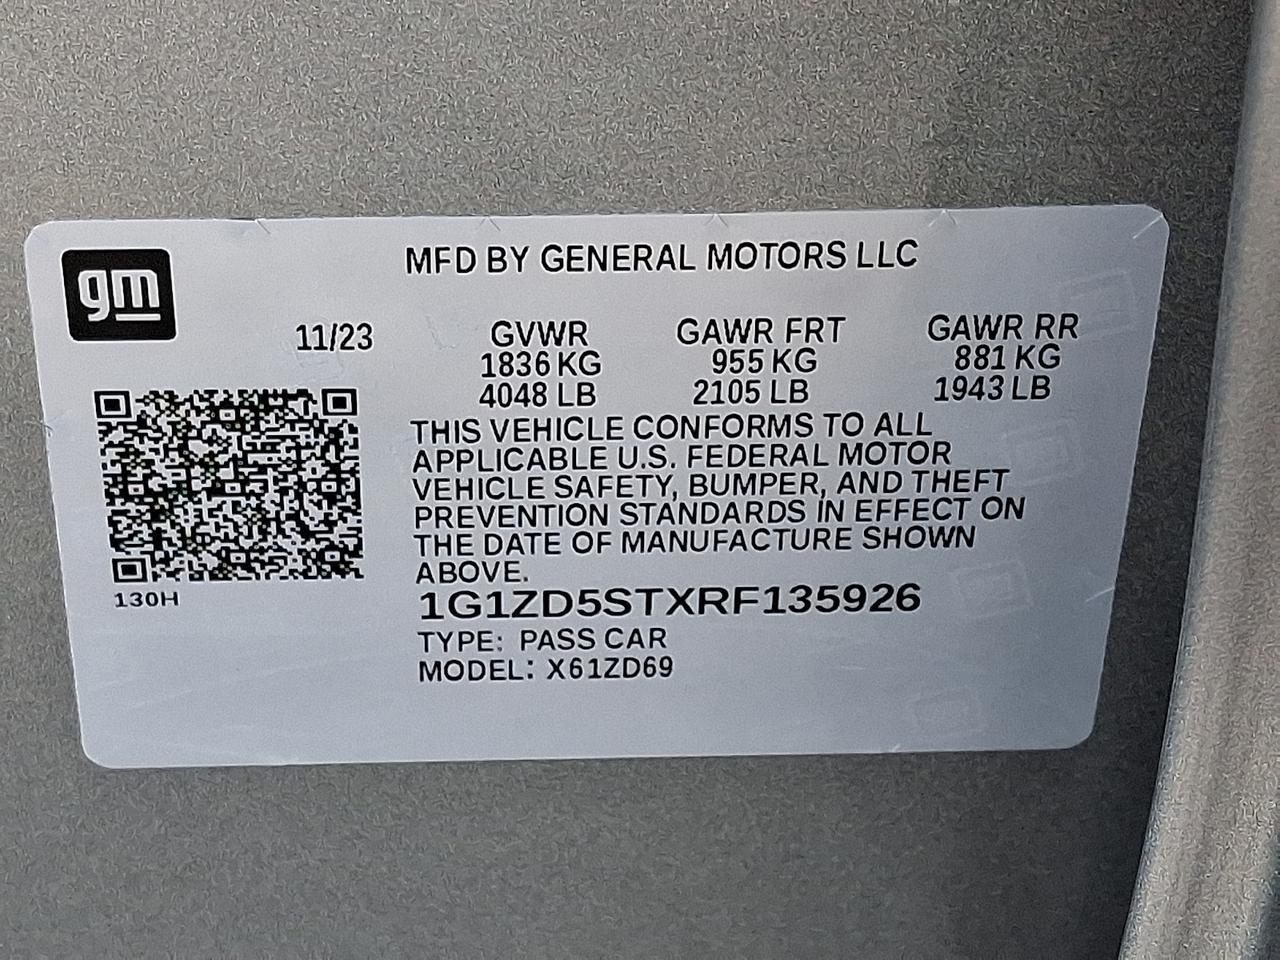 gm
MFD BY GENERAL MOTORS LLC
11/23 GVWR GAWR FRT GAWR RR
1836 KG 955 KG 881 KG
4048 LB 2105 LB 1943 LB
THIS VEHICLE CONFORMS TO ALL
APPLICABLE U.S. FEDERAL MOTOR
VEHICLE SAFETY, BUMPER, AND THEFT
PREVENTION STANDARDS IN EFFECT ON
THE DATE OF MANUFACTURE SHOWN
ABOVE.
130H
1G1ZD5STXRF135926
TYPE: PASS CAR
MODEL: X61ZD69